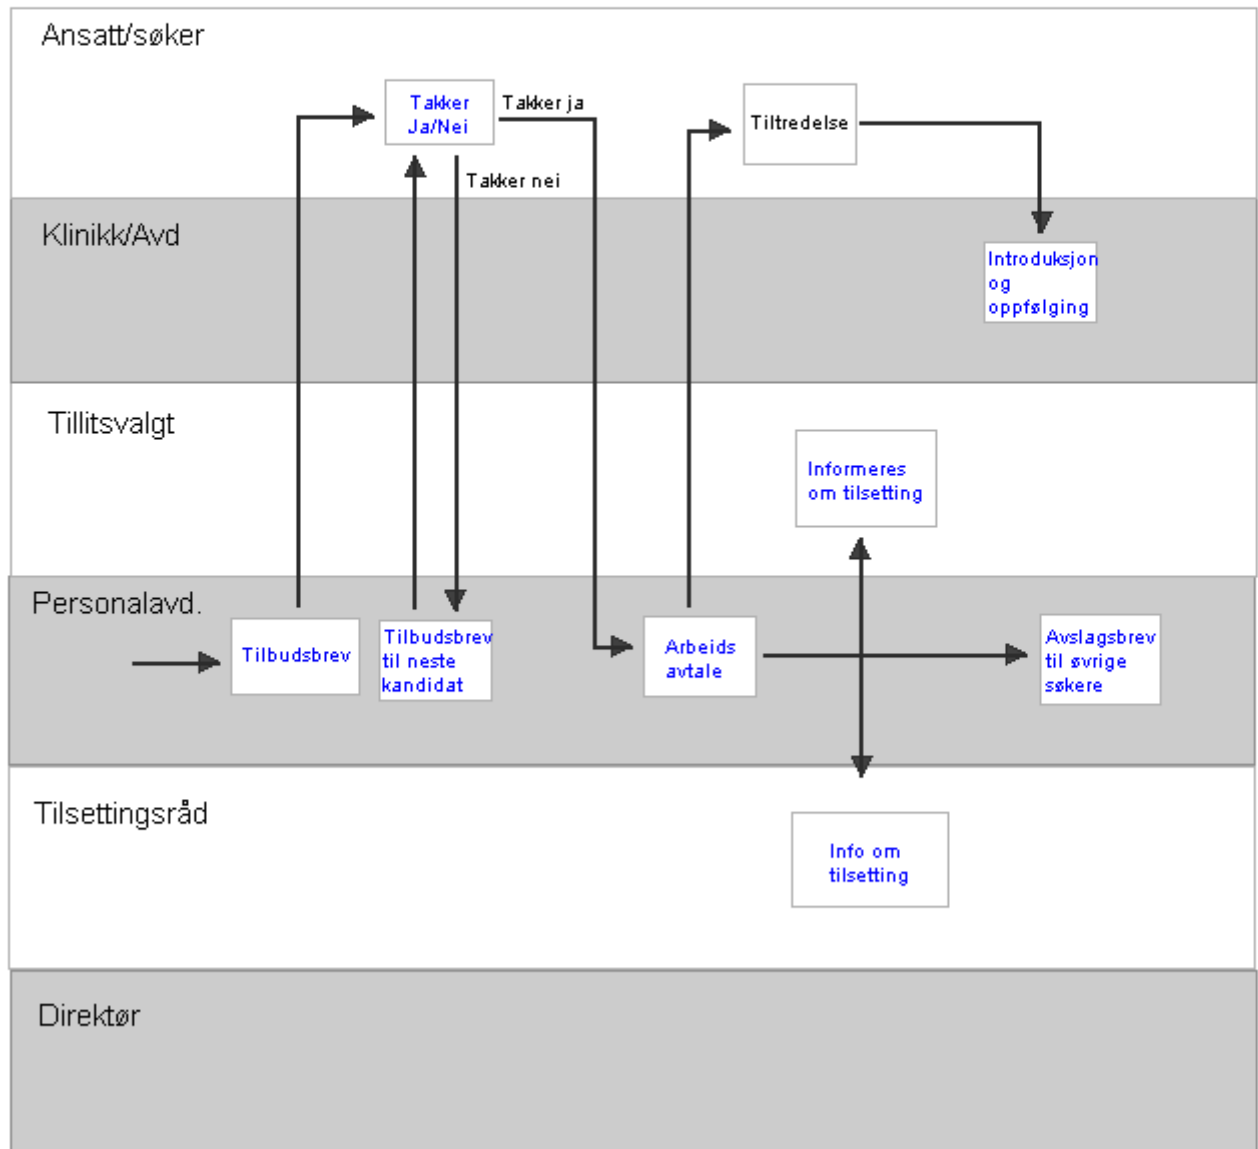 Ansatt/søker
Takker
Ja/Nei
Takker ja
Takker nei
Tiltredelse
Klinikk/Avd
Introduksjon
og
oppfølging
Tillitsvalgt
Informeres
om tilsetting
Personalavd.
Tilbudsbrev
Tilbudsbrev
til neste
kandidat
Arbeids
avtale
Avslagsbrev
til øvrige
søkere
Tilsettingsråd
Info om
tilsetting
Direktør